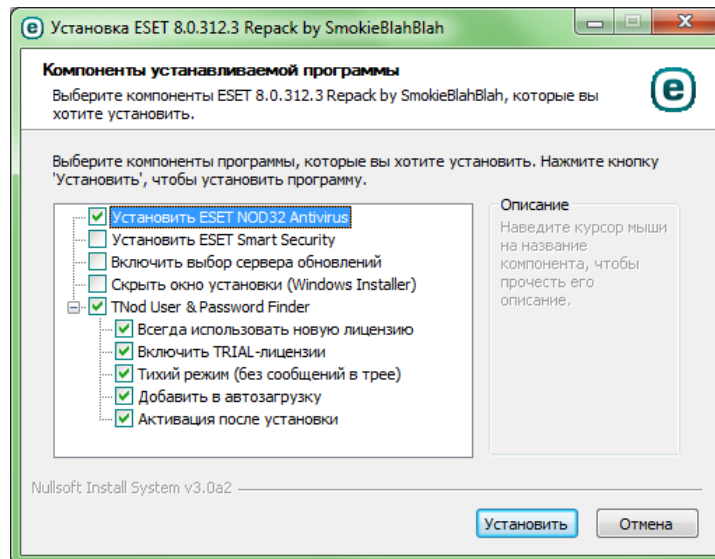 Установка ESET 8.0.312.3 Repack by SmokieBlahBlah
Компоненты устанавливаемой программы
Выберите компоненты ESET 8.0.312.3 Repack by SmokieBlahBlah, которые вы
хотите установить.
Выберите компоненты программы, которые вы хотите установить. Нажмите кнопку
'Установить', чтобы установить программу.
Установить ESET NOD32 Antivirus
Установить ESET Smart Security
Включить выбор сервера обновлений
Скрыть окно установки (Windows Installer)
TNod User & Password Finder
Всегда использовать новую лицензию
Включить TRIAL-лицензии
Тихий режим (без сообщений в трее)
Добавить в автозагрузку
Активация после установки
Описание
Наведите курсор мыши
на название
компонента, чтобы
прочесть его
описание.
Nullsoft Install System v3.0a2
Установить
Отмена